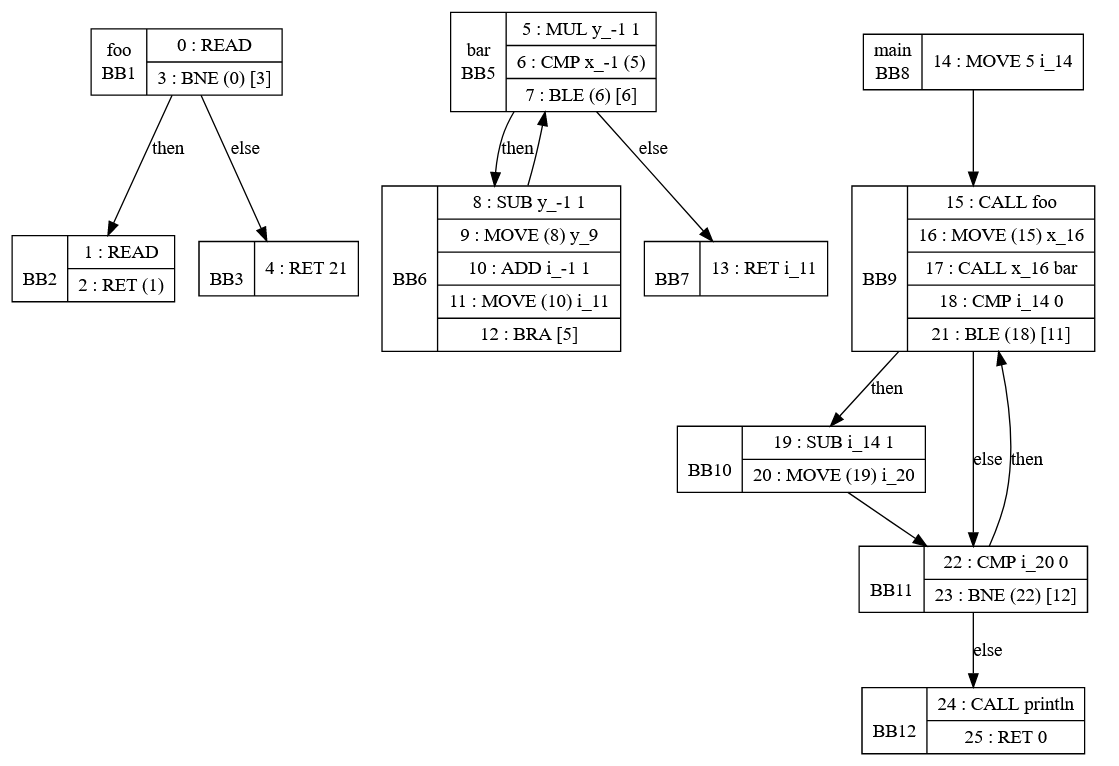 foo
BB1
0 : READ
3 : BNE (0) [3]
then
else
BB2
1 : READ
2 : RET (1)
BB3
4 : RET 21
bar
BB5
5 : MUL y_-1 1
6 : CMP x_-1 (5)
7 : BLE (6) [6]
then
else
BB6
8 : SUB y_-1 1
9 : MOVE (8) y_9
10 : ADD i_-1 1
11 : MOVE (10) i_11
12 : BRA [5]
BB7
13 : RET i_11
main
BB8
14 : MOVE 5 i_14
BB9
15 : CALL foo
16 : MOVE (15) x_16
17 : CALL x_16 bar
18 : CMP i_14 0
21 : BLE (18) [11]
then
else
then
BB10
19 : SUB i_14 1
20 : MOVE (19) i_20
BB11
22 : CMP i_20 0
23 : BNE (22) [12]
else
BB12
24 : CALL println
25 : RET 0